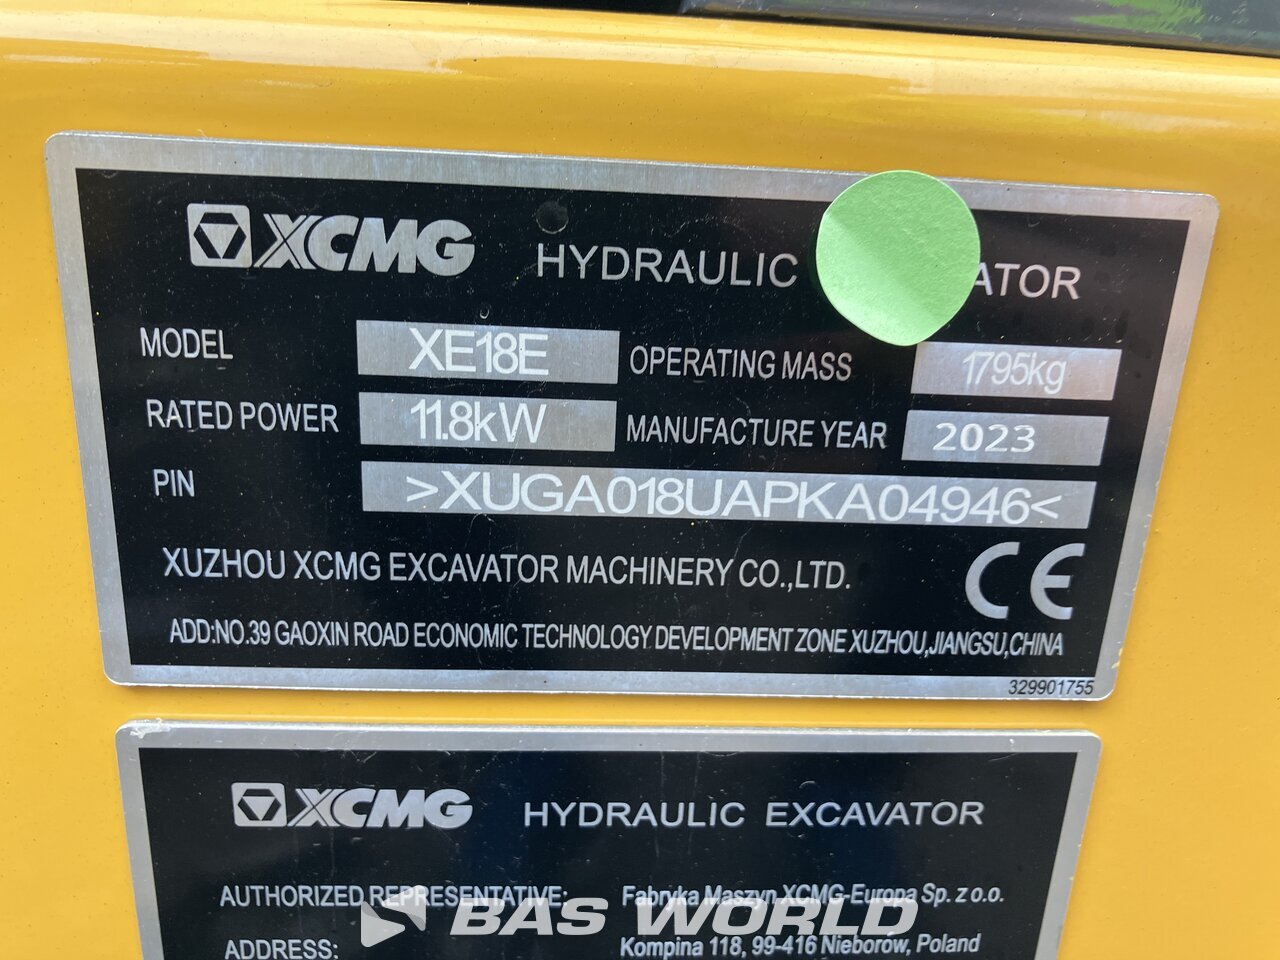 XCMG HYDRAULIC ATOR
MODEL XE18E OPERATING MASS 1795kg
RATED POWER 11.8kW MANUFACTURE YEAR 2023
PIN >XUGA018UAPKA04946<
XUZHOU XCMG EXCAVATOR MACHINERY CO.,LTD. CE
ADD:NO.39 GAOXIN ROAD ECONOMIC TECHNOLOGY DEVELOPMENT ZONE XUZHOU,JIANGSU,CHINA
329901755
XCMG HYDRAULIC EXCAVATOR
AUTHORIZED REPRESENTATIVE: Fabryka Maszyn XCMG-Europa Sp. z o.o.
BAS WORLD
ADDRESS: Kompina 118, 99-416 Nieborów, Poland